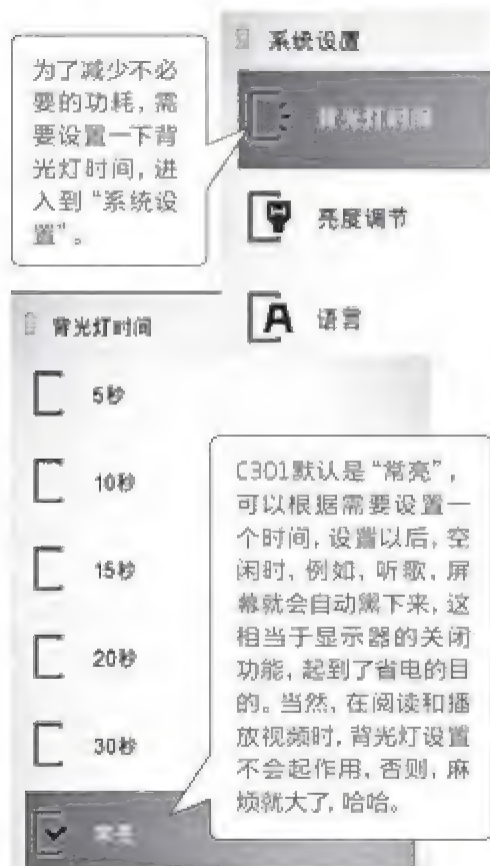 为了减少不必
要的功耗，需
要设置一下背
光灯时间，进
入到“系统设
置”。
系统设置
背光灯时间
亮度调节
语言
背光灯时间
5秒
10秒
15秒
20秒
30秒
常亮
C301默认是“常亮”，
可以根据需要设置一
个时间，设置以后，空
闲时，例如，听歌，屏
幕就会自动黑下来，这
相当于显示器的关闭
功能，起到了省电的目
的。当然，在阅读和播
放视频时，背光灯设置
不会起作用，否则，麻
烦就大了，哈哈。